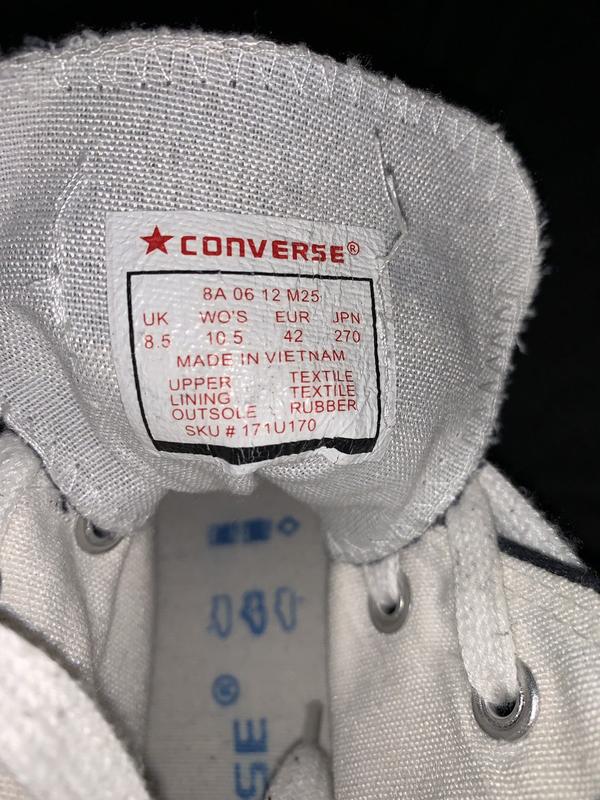 CONVERSE®
8A 06 12 M25
UK WO'S EUR JPN
8.5 10.5 42 270
MADE IN VIETNAM
UPPER TEXTILE
LINING TEXTILE
OUTSOLE RUBBER
SKU # 171U170
SE®